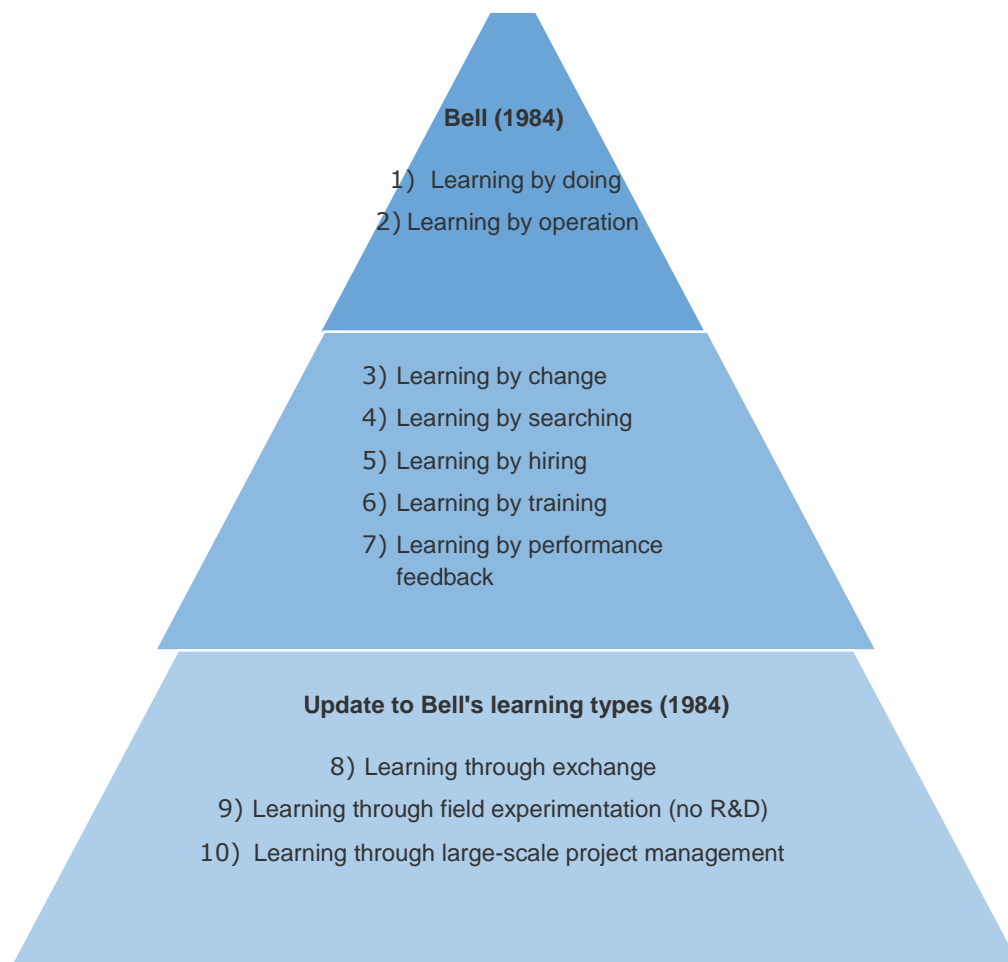 Bell (1984)
1) Learning by doing
2) Learning by operation
3) Learning by change
4) Learning by searching
5) Learning by hiring
6) Learning by training
7) Learning by performance
feedback
Update to Bell's learning types (1984)
8) Learning through exchange
9) Learning through field experimentation (no R&D)
10) Learning through large-scale project management